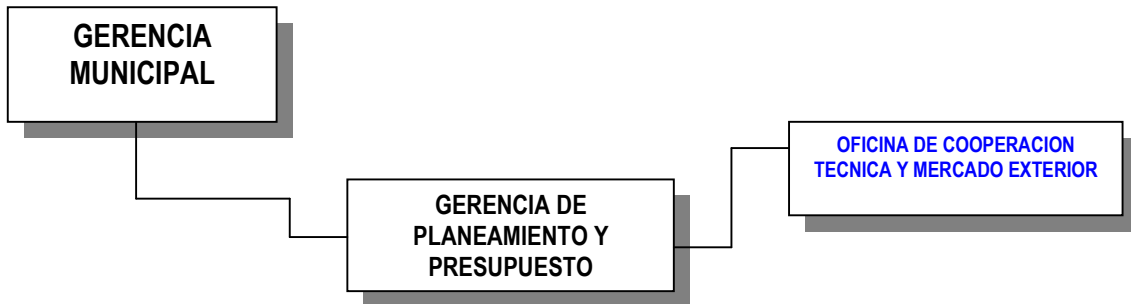 GERENCIA
MUNICIPAL
OFICINA DE COOPERACION
TECNICA Y MERCADO EXTERIOR
GERENCIA DE
PLANEAMIENTO Y
PRESUPUESTO